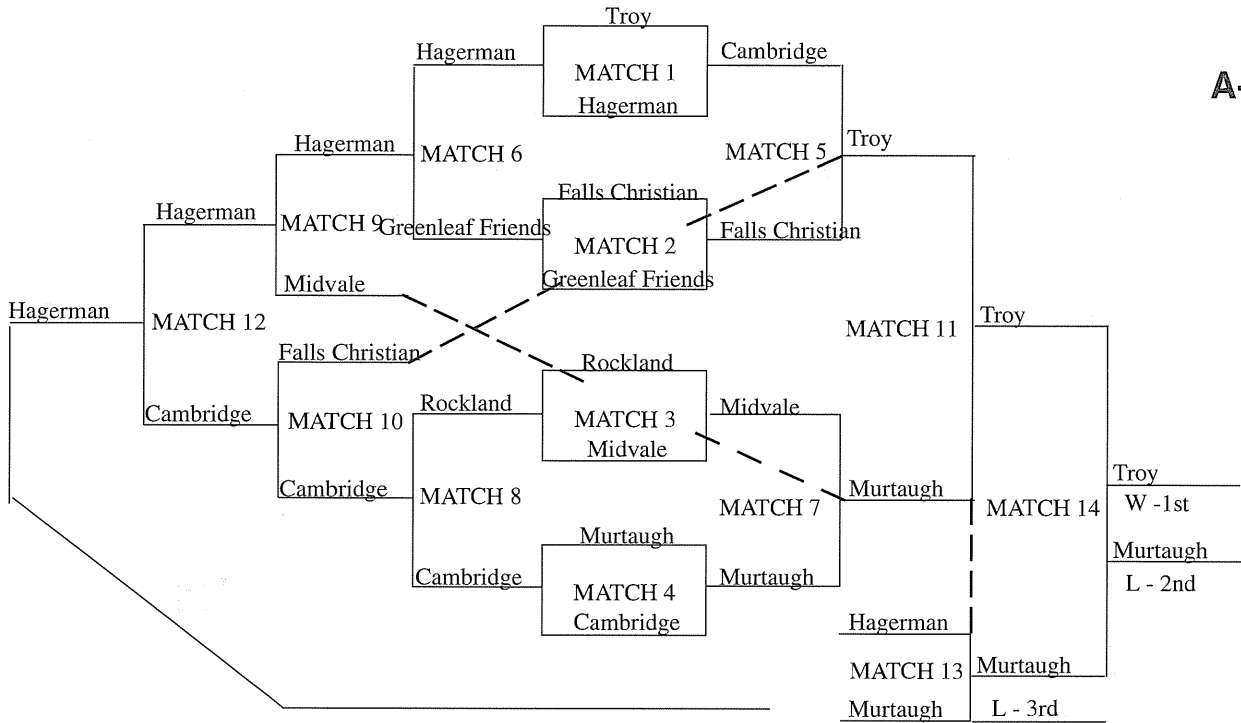 Troy
Hagerman
Cambridge
MATCH 1
A-
Hagerman
Hagerman
MATCH 6
MATCH 5
Troy
Falls Christian
Hagerman
MATCH 9
Greenleaf Friends
MATCH 2
Falls Christian
Midvale
Greenleaf Friends
Hagerman
MATCH 12
MATCH 11
Troy
Falls Christian
Rockland
Cambridge
MATCH 10
Rockland
MATCH 3
Midvale
Midvale
Cambridge
MATCH 8
MATCH 7
Murtaugh
MATCH 14
Troy
W -1st
Murtaugh
Murtaugh
L - 2nd
Cambridge
MATCH 4
Murtaugh
Cambridge
Hagerman
MATCH 13
Murtaugh
Murtaugh
L - 3rd